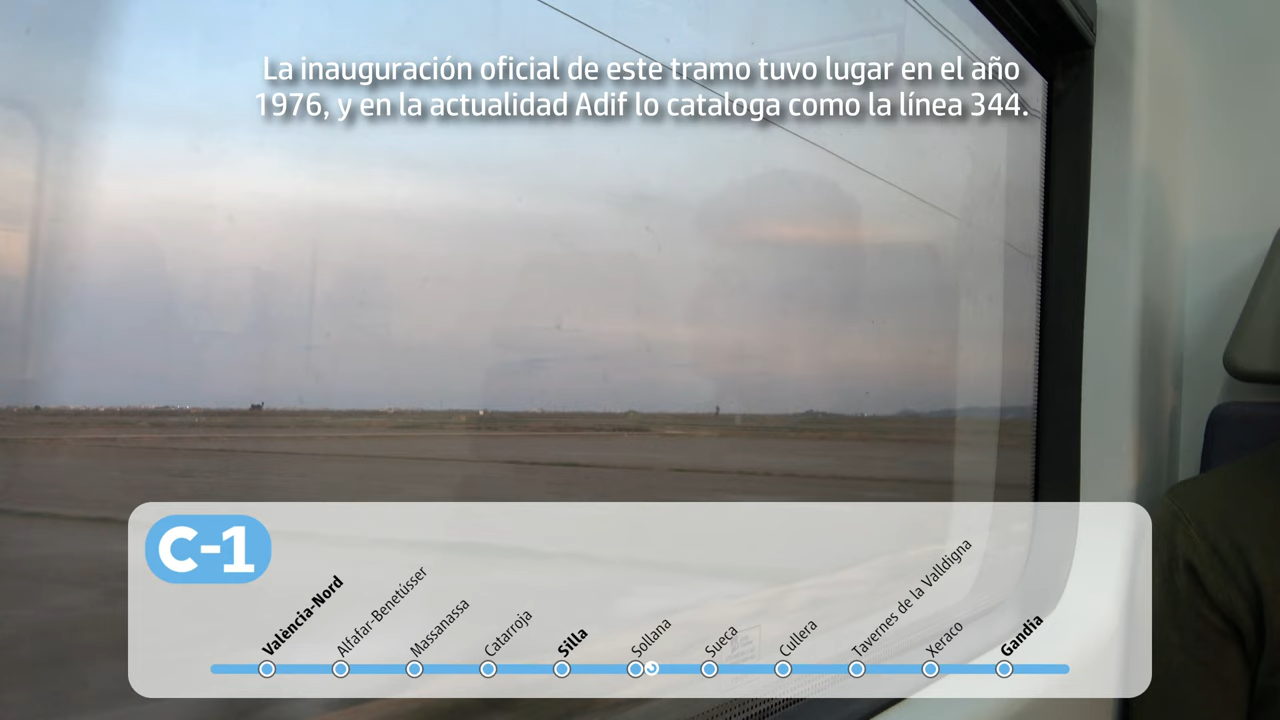 La inauguración oficial de este tramo tuvo lugar en el año
1976, y en la actualidad Adif lo cataloga como la línea 344.
C-1
València-Nord
Alfafar-Benetússer
Massanassa
Catarroja
Silla
Sollana
Sueca
Cullera
Tavernes de la Valldigna
Xeraco
Gandia